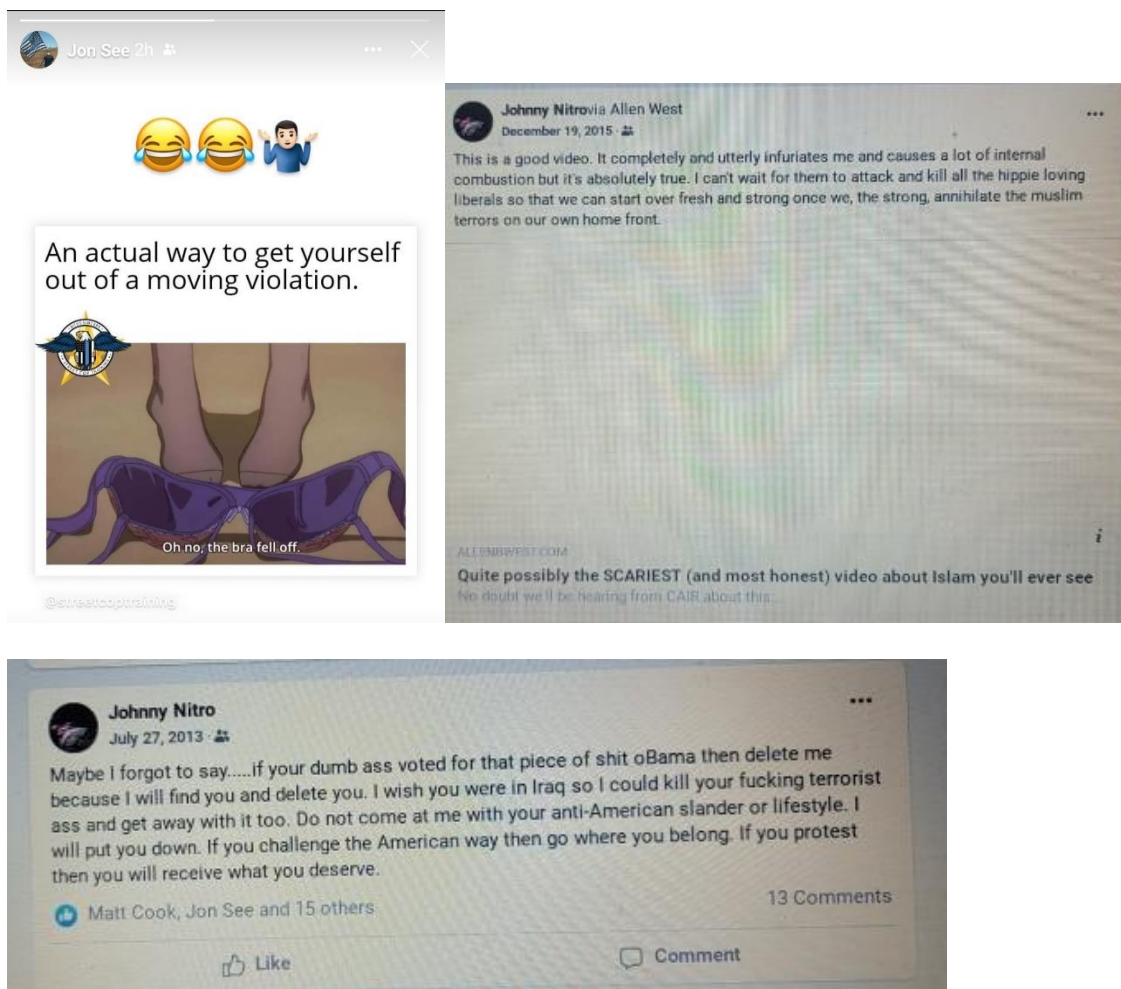 Jon See 2h
An actual way to get yourself
out of a moving violation.
Oh no, the bra fell off.
@streetcoptraining
Johnny Nitrovia Allen West
December 19, 2015
This is a good video. It completely and utterly infuriates me and causes a lot of internal
combustion but it's absolutely true. I can't wait for them to attack and kill all the hippie loving
liberals so that we can start over fresh and strong once we, the strong, annihilate the muslim
terrors on our own home front.
ALLENBWEST.COM
Quite possibly the SCARIEST (and most honest) video about Islam you'll ever see
No doubt we'll be hearing from CAIR about this...
Johnny Nitro
July 27, 2013
Maybe I forgot to say.....if your dumb ass voted for that piece of shit oBama then delete me
because I will find you and delete you. I wish you were in Iraq so I could kill your fucking terrorist
ass and get away with it too. Do not come at me with your anti-American slander or lifestyle. I
will put you down. If you challenge the American way then go where you belong. If you protest
then you will receive what you deserve.
Matt Cook, Jon See and 15 others
13 Comments
Like
Comment